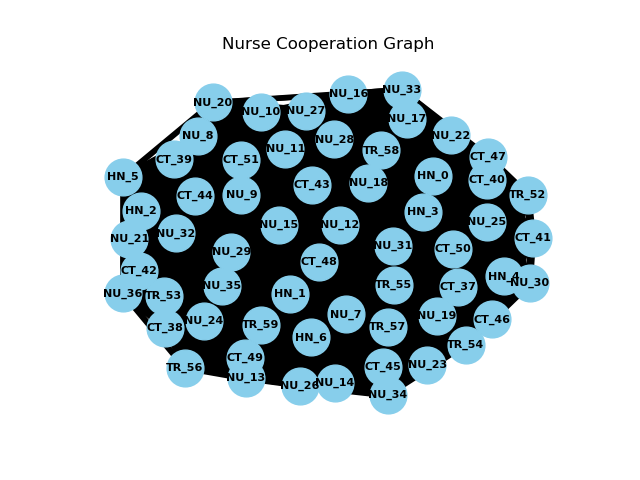 Nurse Cooperation Graph
NU_33
NU_16
NU_20
NU_27
NU_10
NU_17
NU_8
NU_22
NU_28
NU_11
TR_58
CT_47
CT_39
CT_51
HN_5
HN_0
CT_40
NU_18
CT_43
TR_52
CT_44
NU_9
HN_2
HN_3
NU_25
NU_15
NU_12
NU_32
NU_21
CT_41
NU_31
CT_50
NU_29
CT_48
CT_42
HN_4
NU_30
TR_55
NU_35
CT_37
NU_36
TR_53
HN_1
NU_7
NU_19
CT_46
NU_24
TR_59
TR_57
CT_38
HN_6
TR_54
CT_49
NU_23
CT_45
TR_56
NU_13
NU_14
NU_26
NU_34